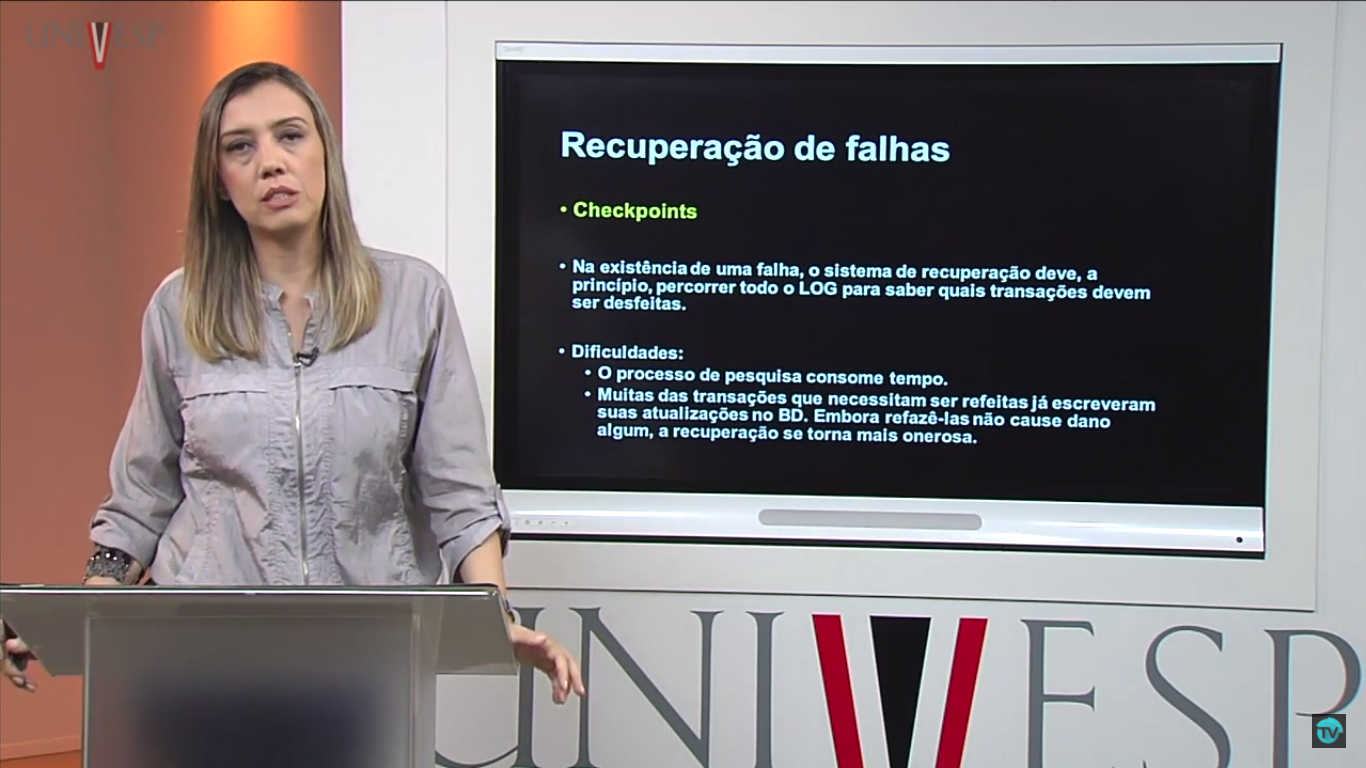 UNIVESP
Recuperação de falhas
• Checkpoints
• Na existência de uma falha, o sistema de recuperação deve, a
princípio, percorrer todo o LOG para saber quais transações devem
ser desfeitas.
• Dificuldades:
• O processo de pesquisa consome tempo.
• Muitas das transações que necessitam ser refeitas já escreveram
suas atualizações no BD. Embora refazê-las não cause dano
algum, a recuperação se torna mais onerosa.
UNIVESP
TV